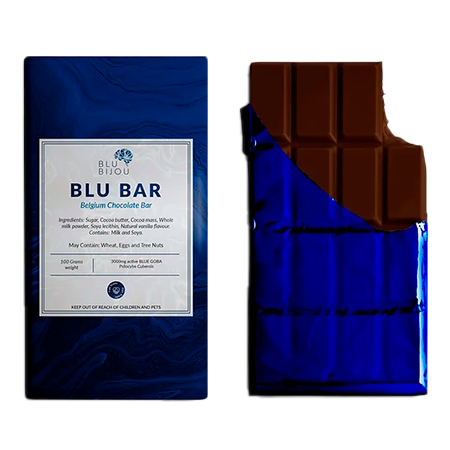 BLU
BIJOU
BLU BAR
Belgium Chocolate Bar
Ingredients: Sugar, Cocoa butter, Cocoa mass, Whole
milk powder, Soya lecithin, Natural vanilla flavour.
Contains: Milk and Soya.
May Contain: Wheat, Eggs and Tree Nuts
100 Grams
weight
3000mg active BLUE GOBA
Psilocybe Cubensis
KEEP OUT OF REACH OF CHILDREN AND PETS